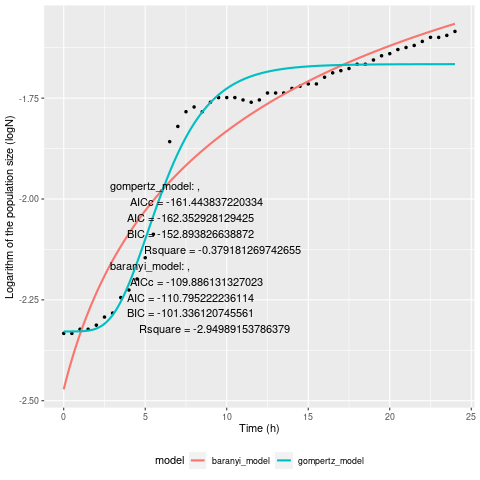 Logarithm of the population size (logN)
-1.75
-2.00
-2.25
-2.50
gompertz_model: ,
AICc = -161.443837220334
AIC = -162.352928129425
BIC = -152.893826638872
Rsquare = -0.379181269742655
baranyi_model: ,
AICc = -109.886131327023
AIC = -110.795222236114
BIC = -101.336120745561
Rsquare = -2.94989153786379
0 5 10 15 20 25
Time (h)
model baranyi_model gompertz_model